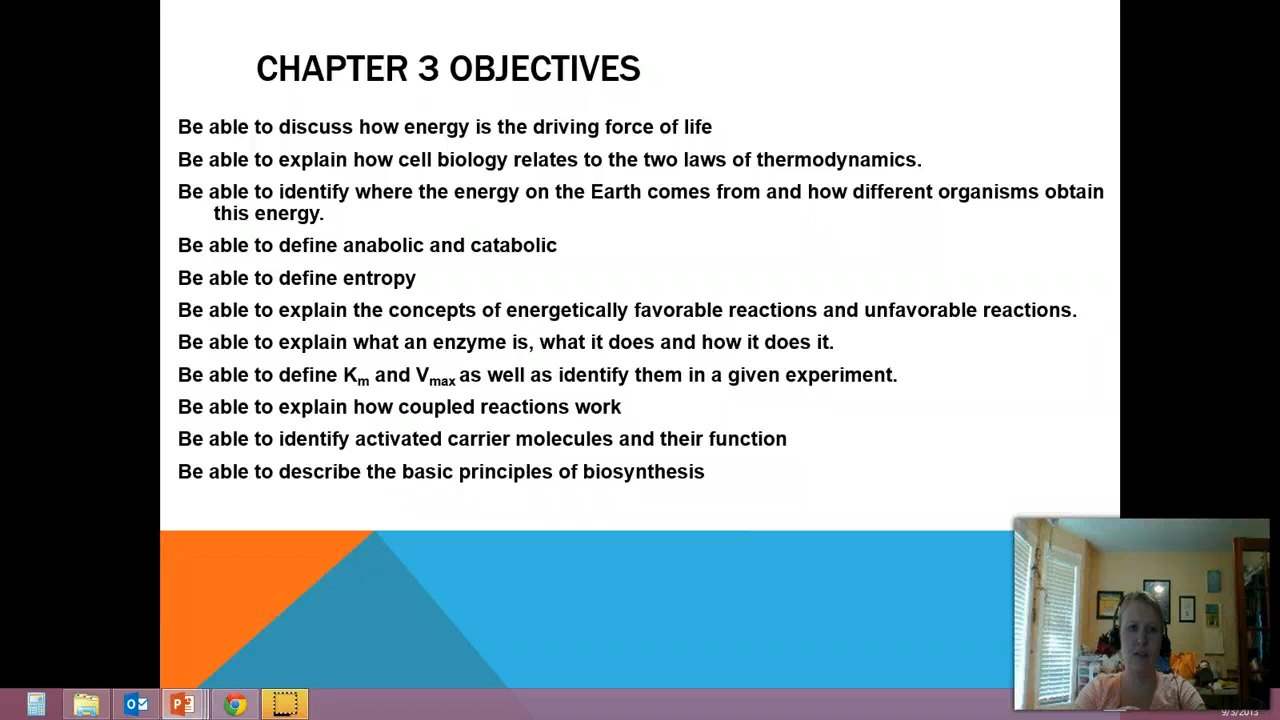 CHAPTER 3 OBJECTIVES
Be able to discuss how energy is the driving force of life
Be able to explain how cell biology relates to the two laws of thermodynamics.
Be able to identify where the energy on the Earth comes from and how different organisms obtain
this energy.
Be able to define anabolic and catabolic
Be able to define entropy
Be able to explain the concepts of energetically favorable reactions and unfavorable reactions.
Be able to explain what an enzyme is, what it does and how it does it.
Be able to define Km and Vmax as well as identify them in a given experiment.
Be able to explain how coupled reactions work
Be able to identify activated carrier molecules and their function
Be able to describe the basic principles of biosynthesis
9/3/2013